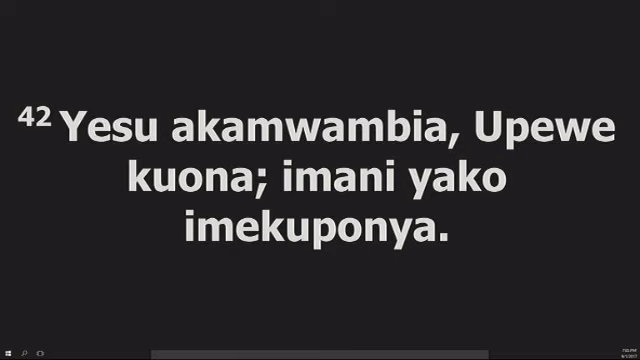 42 Yesu akamwambia, Upewe
kuona; imani yako
imekuponya.